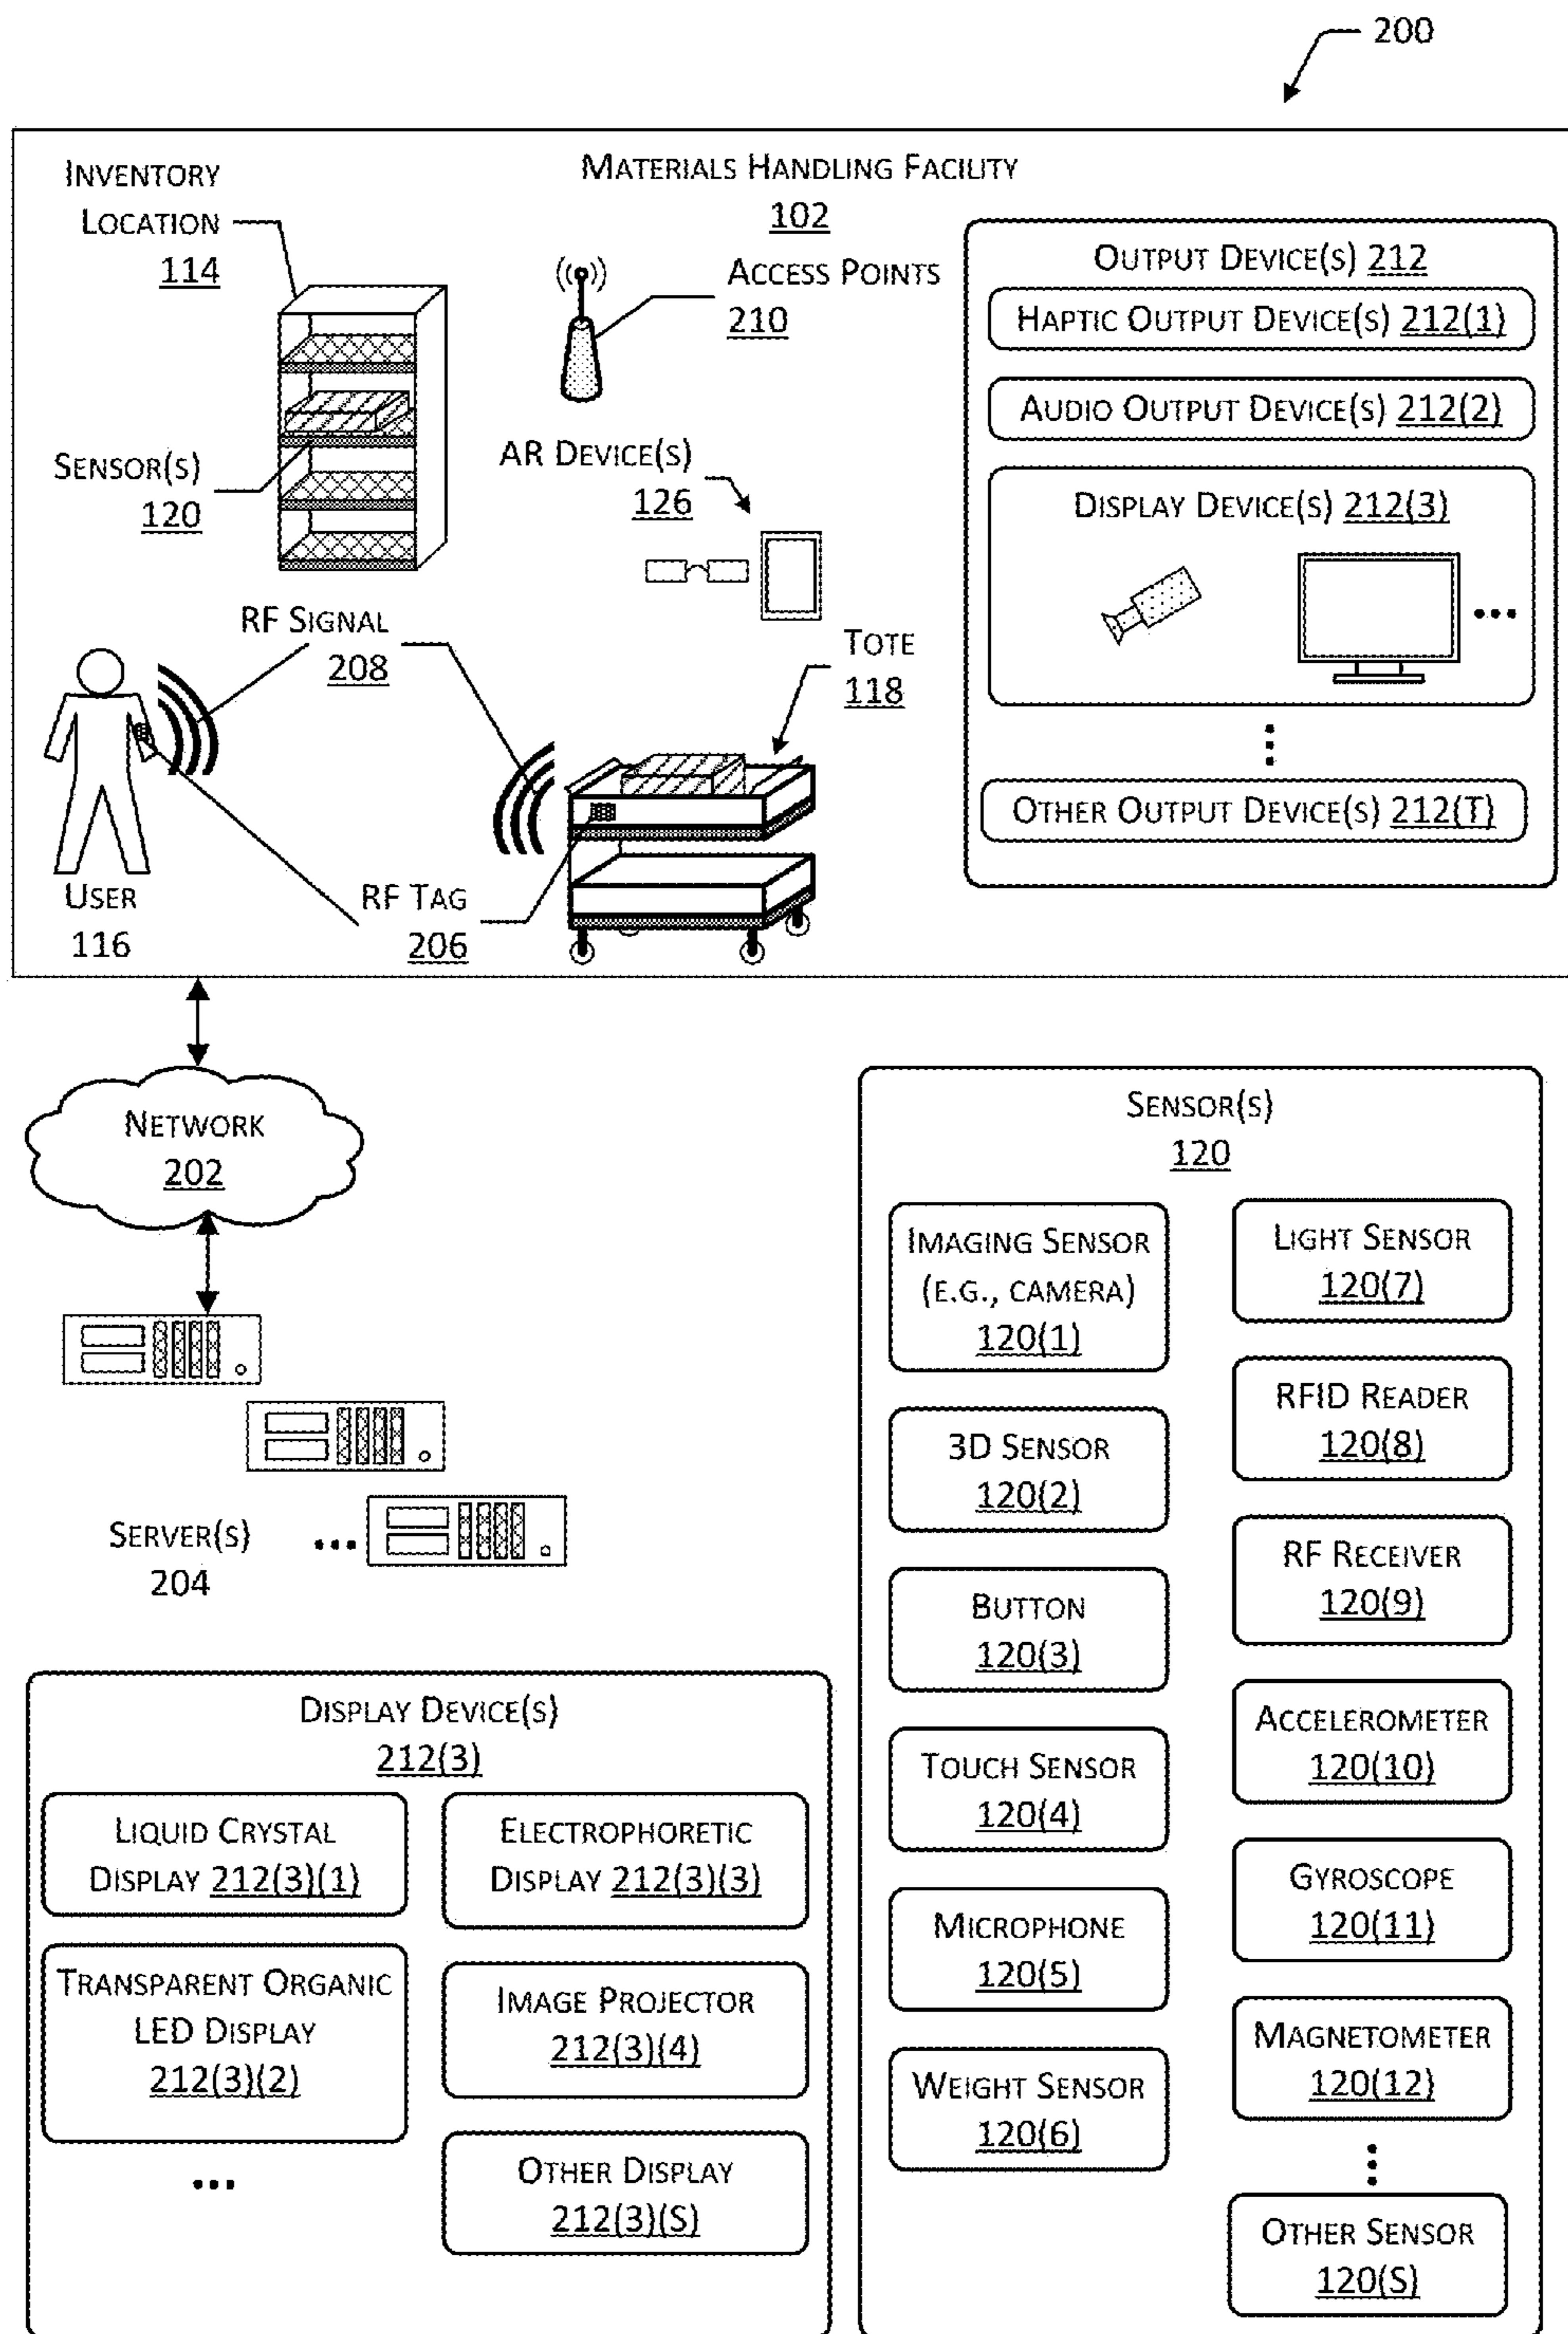 200
INVENTORY
LOCATION
114
MATERIALS HANDLING FACILITY
102
ACCESS POINTS
210
SENSOR(S)
120
AR DEVICE(S)
126
RF SIGNAL
208
TOTE
118
USER
116
RF TAG
206
OUTPUT DEVICE(S) 212
HAPTIC OUTPUT DEVICE(S) 212(1)
AUDIO OUTPUT DEVICE(S) 212(2)
DISPLAY DEVICE(S) 212(3)
...
OTHER OUTPUT DEVICE(S) 212(T)
NETWORK
202
SERVER(S)
204
...
DISPLAY DEVICE(S)
212(3)
LIQUID CRYSTAL
DISPLAY 212(3)(1)
TRANSPARENT ORGANIC
LED DISPLAY
212(3)(2)
...
ELECTROPHORETIC
DISPLAY 212(3)(3)
IMAGE PROJECTOR
212(3)(4)
OTHER DISPLAY
212(3)(S)
SENSOR(S)
120
IMAGING SENSOR
(E.G., CAMERA)
120(1)
3D SENSOR
120(2)
BUTTON
120(3)
TOUCH SENSOR
120(4)
MICROPHONE
120(5)
WEIGHT SENSOR
120(6)
LIGHT SENSOR
120(7)
RFID READER
120(8)
RF RECEIVER
120(9)
ACCELEROMETER
120(10)
GYROSCOPE
120(11)
MAGNETOMETER
120(12)
OTHER SENSOR
120(S)